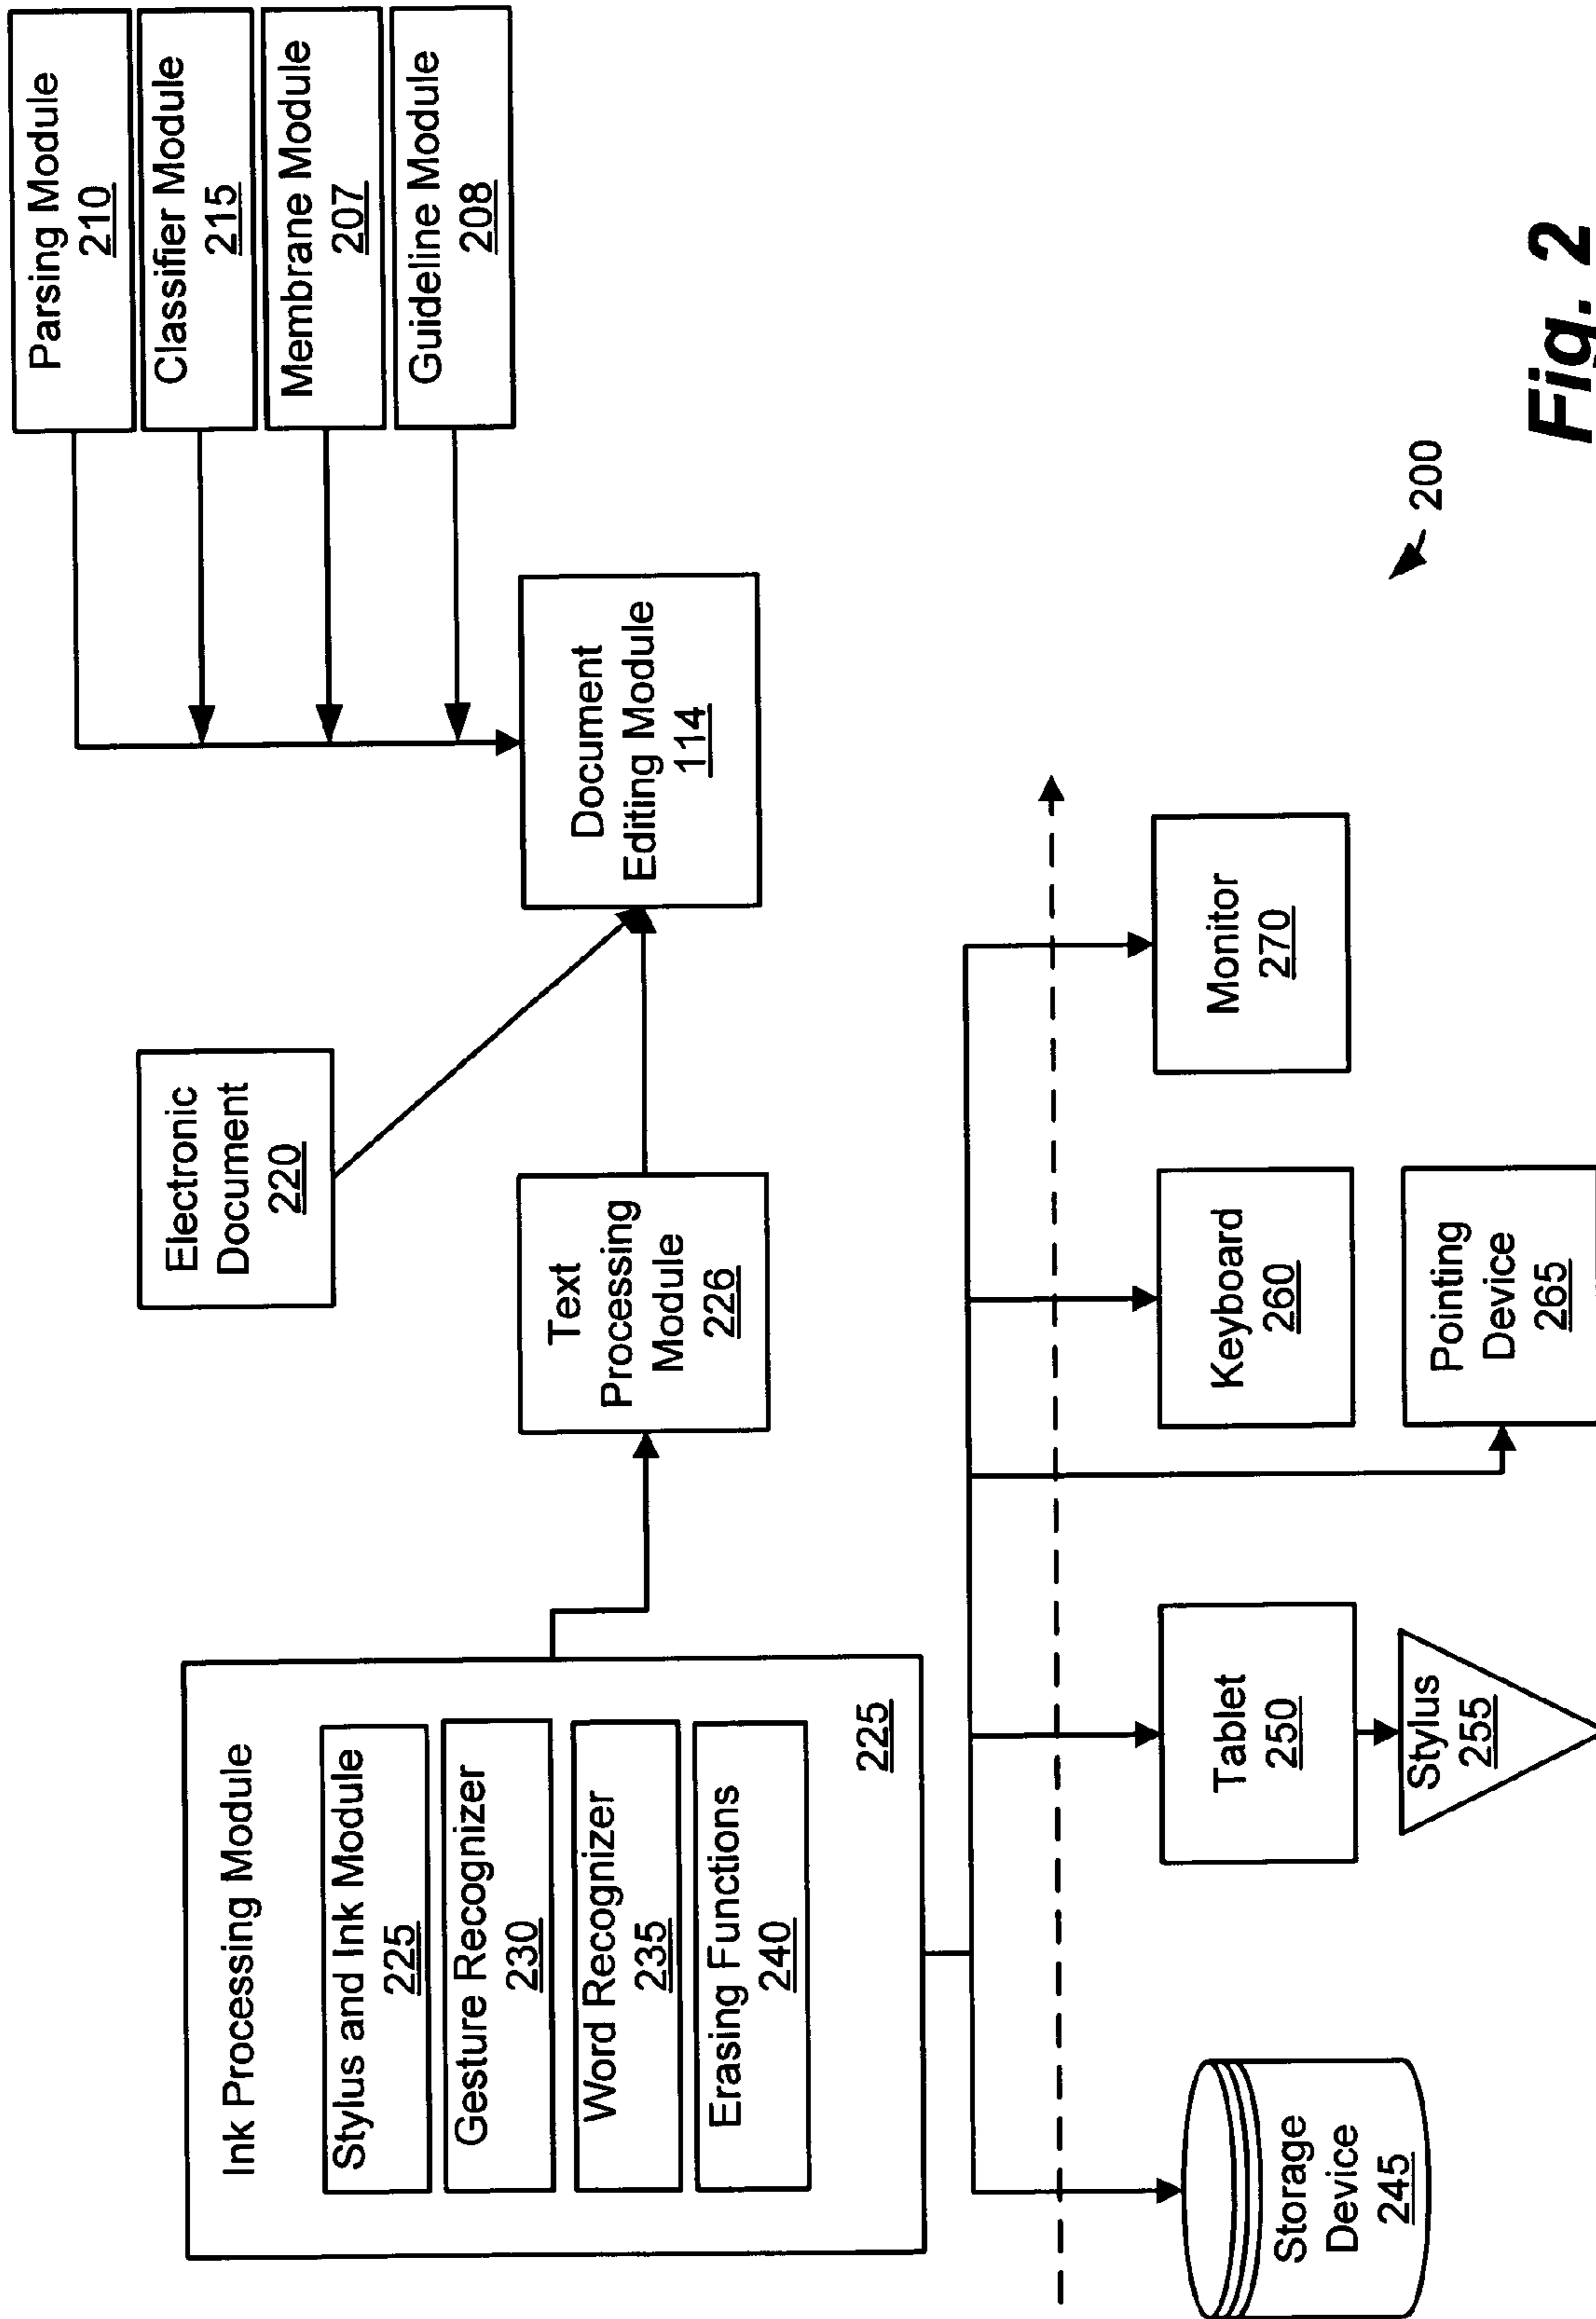 Parsing Module
210
Classifier Module
215
Membrane Module
207
Guideline Module
208
Electronic
Document
220
Document
Editing Module
114
Text
Processing
Module
226
Ink Processing Module
Stylus and Ink Module
225
Gesture Recognizer
230
Word Recognizer
235
Erasing Functions
240
225
Storage
Device
245
Tablet
250
Stylus
255
Keyboard
260
Pointing
Device
265
Monitor
270
200
Fig. 2